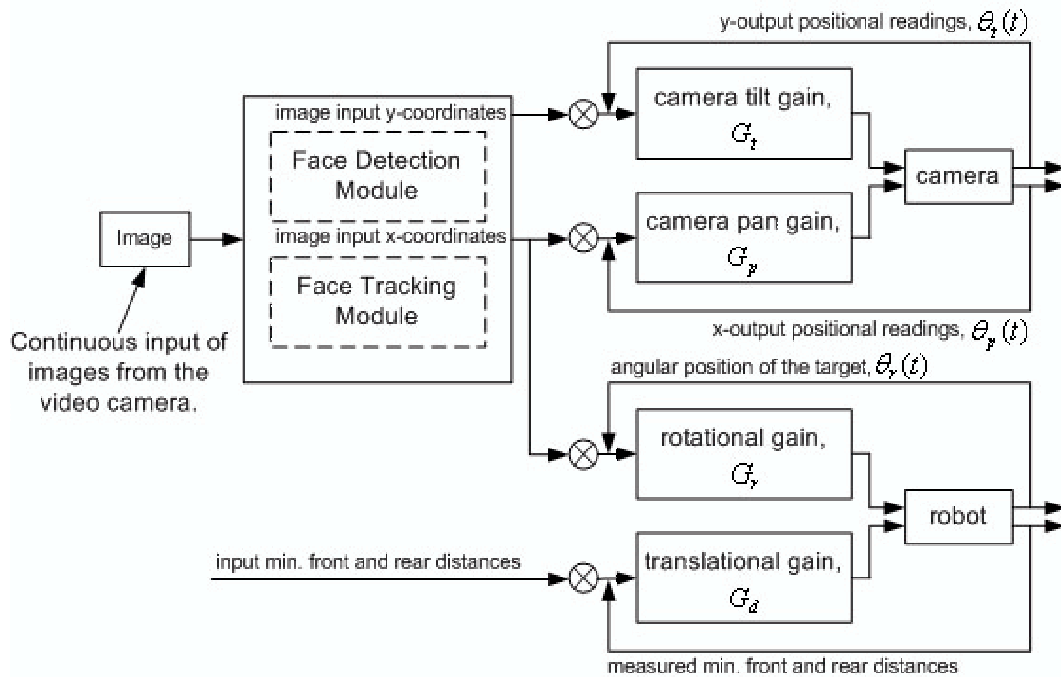 y-output positional readings, θt(t)
image input y-coordinates
camera tilt gain,
Gt
Face Detection
Module
camera
Image
image input x-coordinates
camera pan gain,
Gp
Face Tracking
Module
Continuous input of
images from the
video camera.
x-output positional readings, θp(t)
angular position of the target, θr(t)
rotational gain,
Gr
robot
input min. front and rear distances
translational gain,
Gd
measured min. front and rear distances